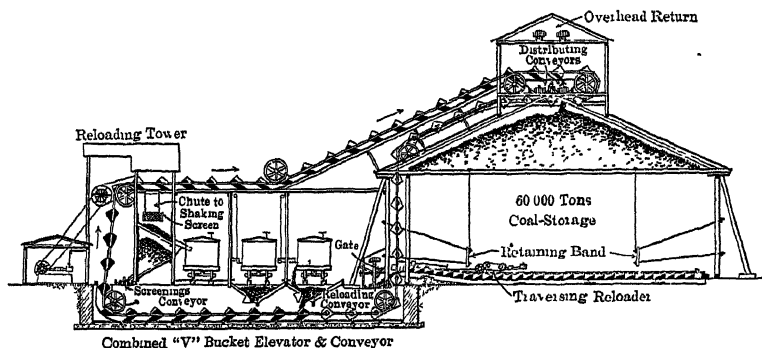 Overhead Return
Distributing
Conveyors
Reloading Tower
Chute to
Shaking
Screen
60 000 Tons
Coal-Storage
Gate
Retaining Band
Screenings
Conveyor
Reloading
Conveyor
Traversing Reloader
Combined "V" Bucket Elevator & Conveyor